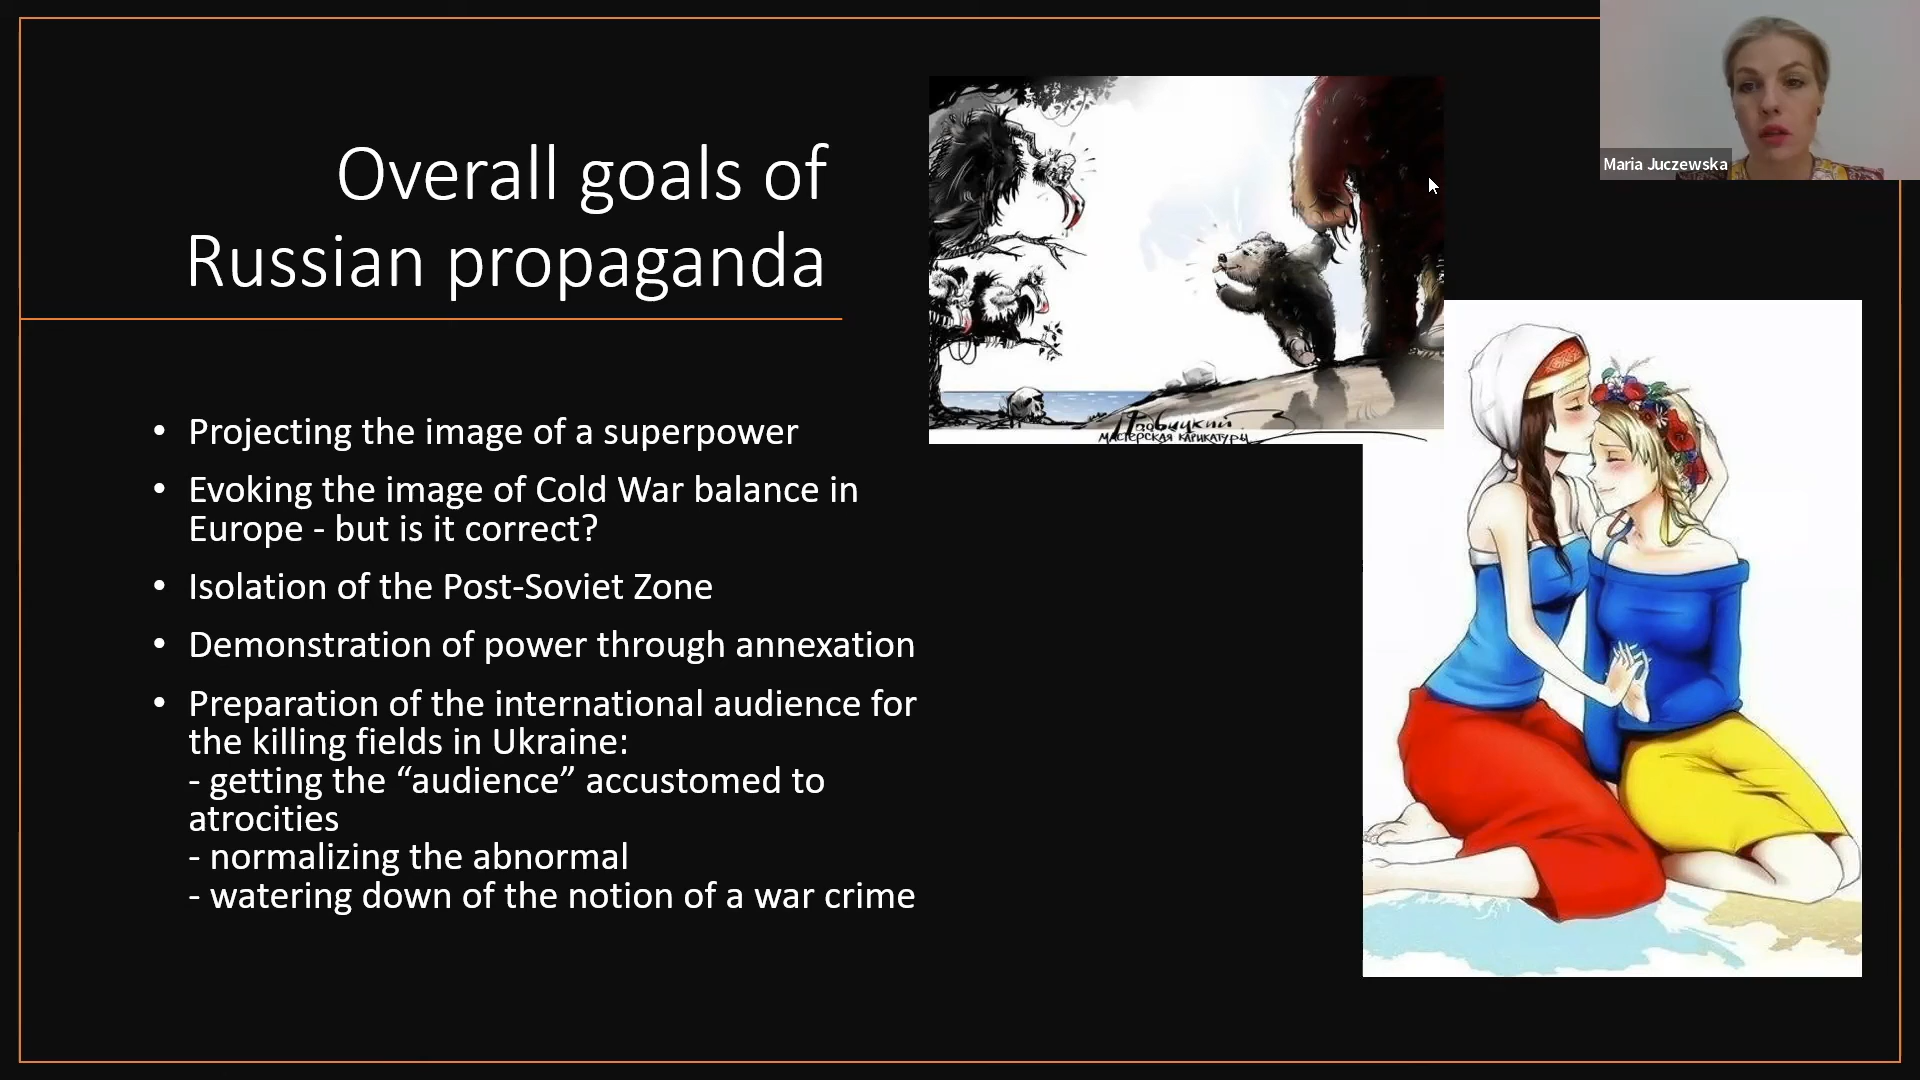 Overall goals of
Russian propaganda
• Projecting the image of a superpower
• Evoking the image of Cold War balance in
Europe - but is it correct?
• Isolation of the Post-Soviet Zone
• Demonstration of power through annexation
• Preparation of the international audience for
the killing fields in Ukraine:
- getting the “audience” accustomed to
atrocities
- normalizing the abnormal
- watering down of the notion of a war crime
МАСТЕРСКАЯ КАРИКАТУРЫ
Maria Juczewska